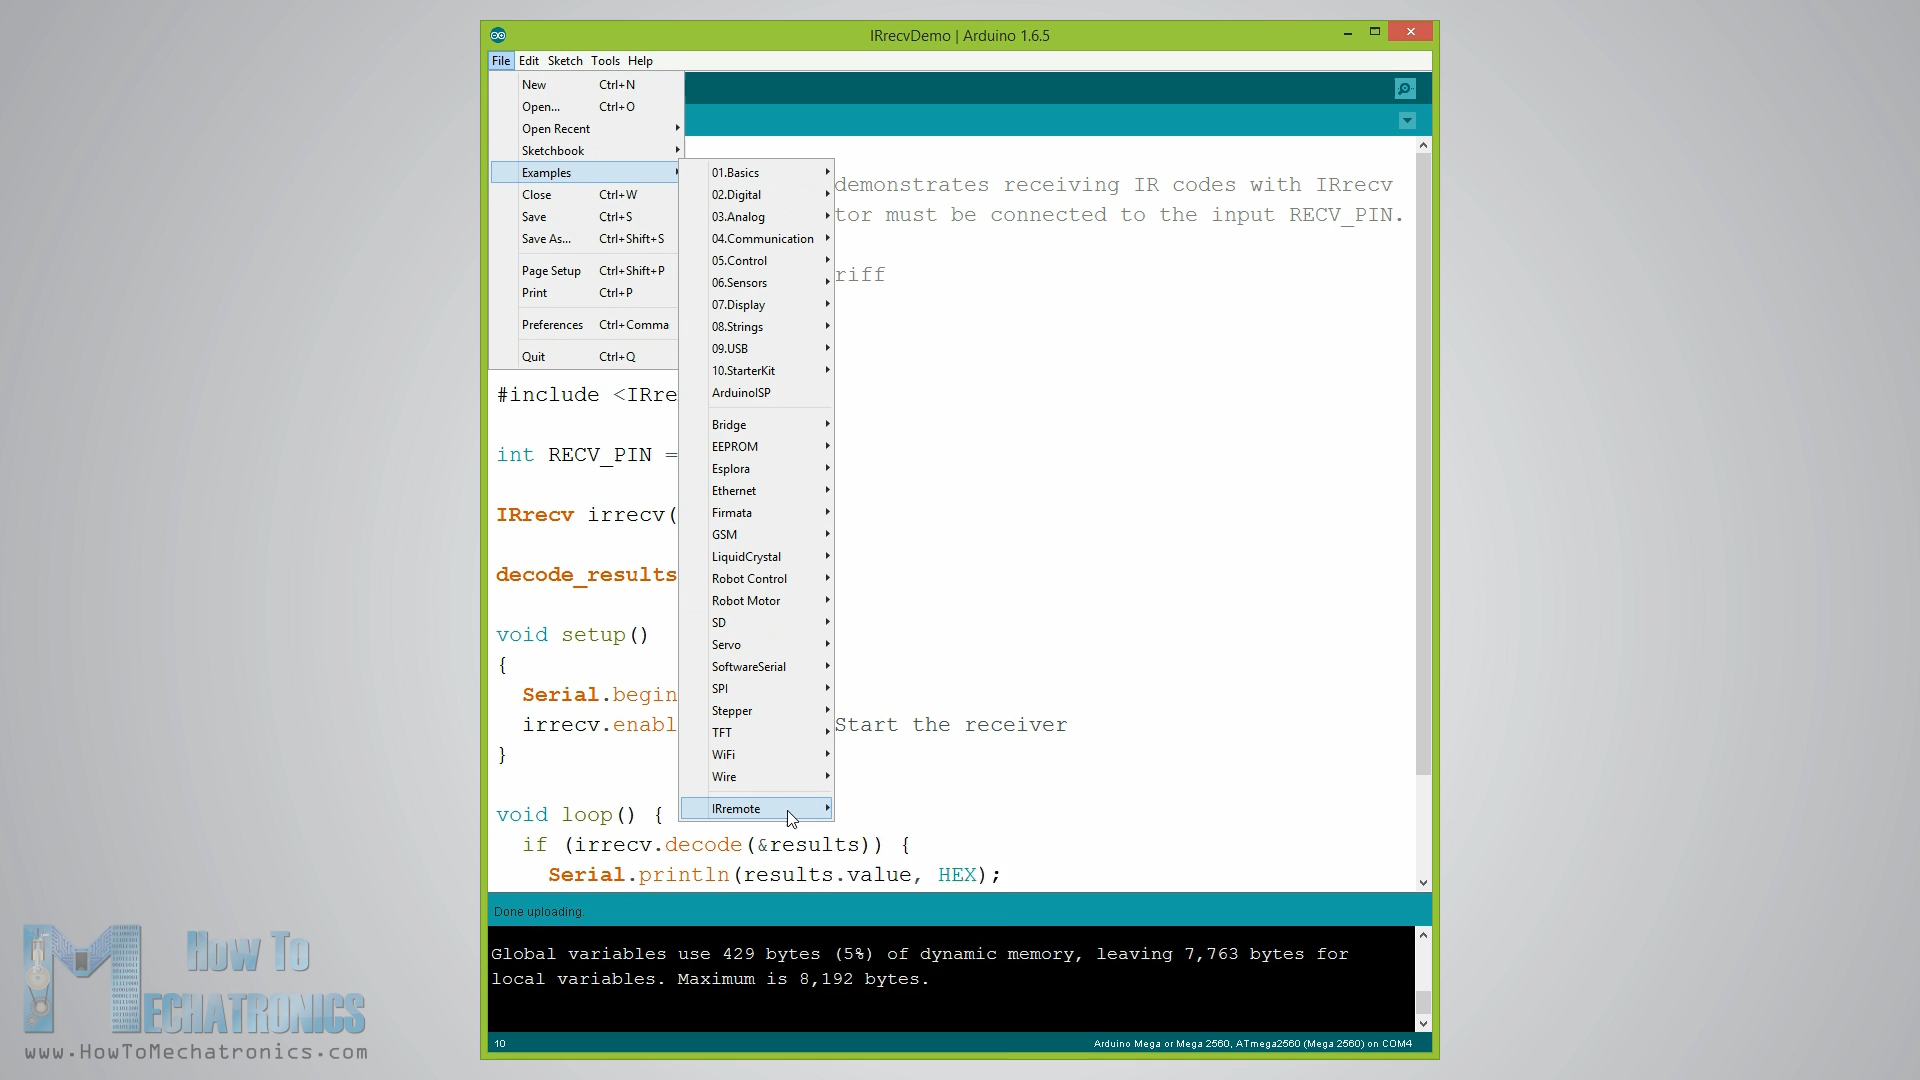 IRrecvDemo | Arduino 1.6.5
File Edit Sketch Tools Help
New Ctrl+N
Open... Ctrl+O
Open Recent
Sketchbook
Examples
Close Ctrl+W
Save Ctrl+S
Save As... Ctrl+Shift+S
Page Setup Ctrl+Shift+P
Print Ctrl+P
Preferences Ctrl+Comma
Quit Ctrl+Q
01.Basics
02.Digital
03.Analog
04.Communication
05.Control
06.Sensors
07.Display
08.Strings
09.USB
10.StarterKit
ArduinoISP
Bridge
EEPROM
Esplora
Ethernet
Firmata
GSM
LiquidCrystal
Robot Control
Robot Motor
SD
Servo
SoftwareSerial
SPI
Stepper
TFT
WiFi
Wire
IRremote
demonstrates receiving IR codes with IRrecv
tor must be connected to the input RECV_PIN.
riff
#include <IRre
int RECV_PIN =
IRrecv irrecv(
decode_results
void setup()
{
Serial.begin
irrecv.enabl Start the receiver
}
void loop() {
if (irrecv.decode(&results)) {
Serial.println(results.value, HEX);
Done uploading.
Global variables use 429 bytes (5%) of dynamic memory, leaving 7,763 bytes for
local variables. Maximum is 8,192 bytes.
10 Arduino Mega or Mega 2560, ATmega2560 (Mega 2560) on COM4
How To
MECHATRONICS
www.HowToMechatronics.com